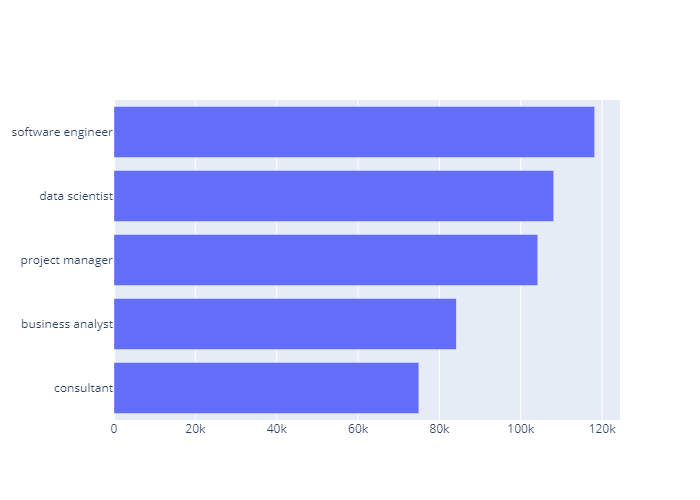 software engineer
data scientist
project manager
business analyst
consultant
0 20k 40k 60k 80k 100k 120k